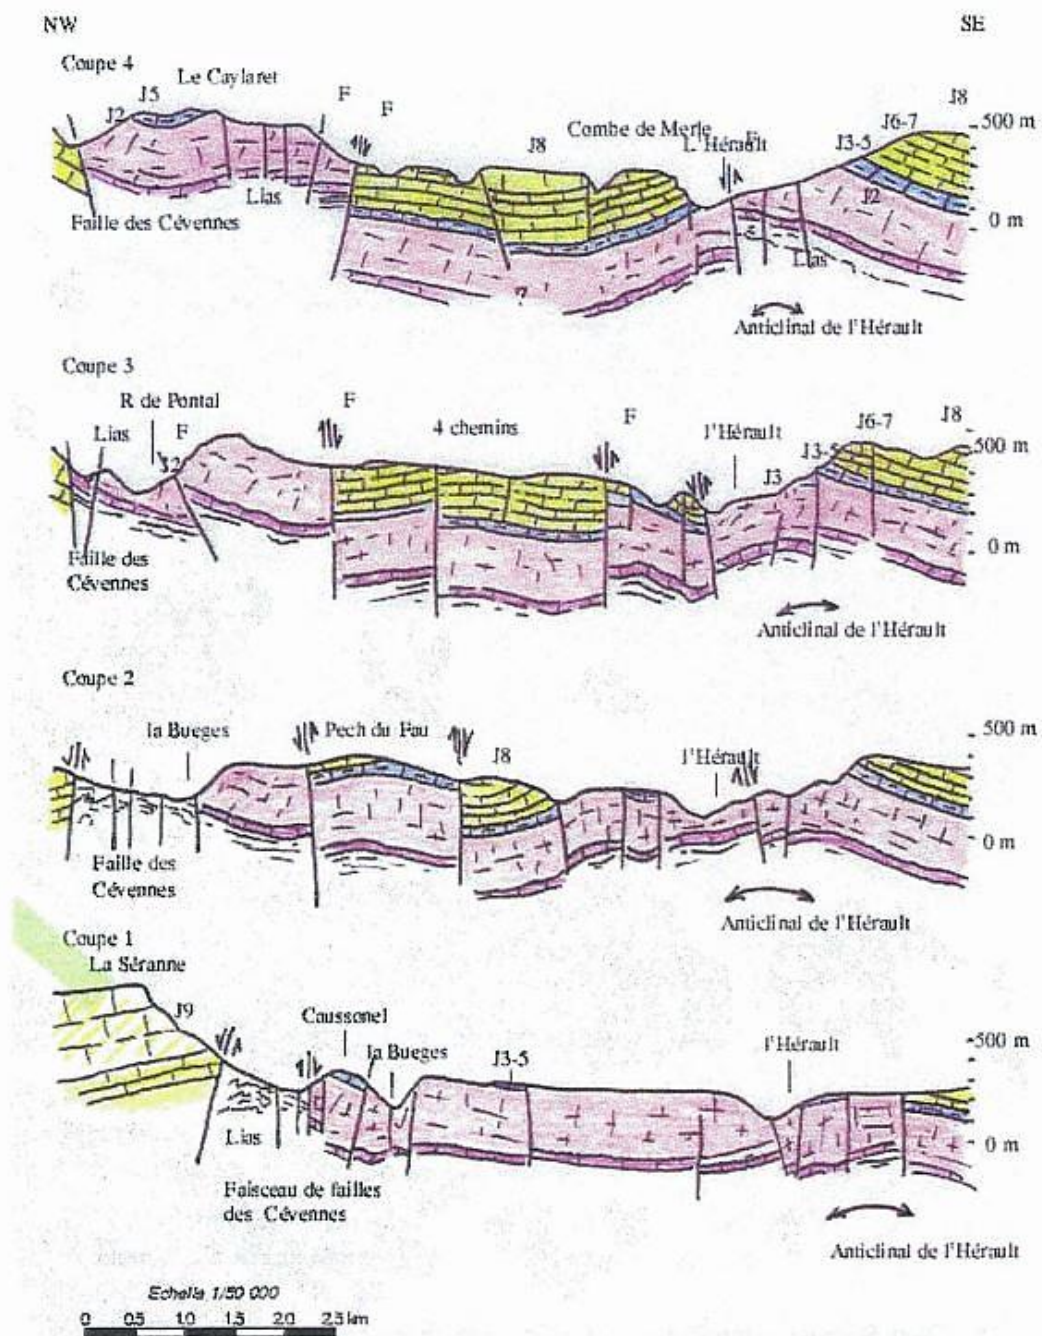 NW SE
Coupe 4
Le Caylaret
J5
J2
F
F
J8
Combe de Merle
L'Hérault
F
J3-5
J6-7
J8
500 m
0 m
J2
Lias
Lias
Faille des Cévennes
?
Anticlinal de l'Hérault
Coupe 3
R de Pontal
Lias
F
J2
F
4 chemins
F
l'Hérault
J3
J3-5
J6-7
J8
500 m
0 m
Faille des
Cévennes
Anticlinal de l'Hérault
Coupe 2
la Bueges
Pech du Fau
J8
l'Hérault
500 m
0 m
Faille des
Cévennes
Anticlinal de l'Hérault
Coupe 1
La Séranne
J9
Caussonel
la Bueges
J3-5
l'Hérault
500 m
0 m
Lias
Faisceau de failles
des Cévennes
Anticlinal de l'Hérault
Echelle 1/50 000
0 0.5 1.0 1.5 2.0 2.5 km